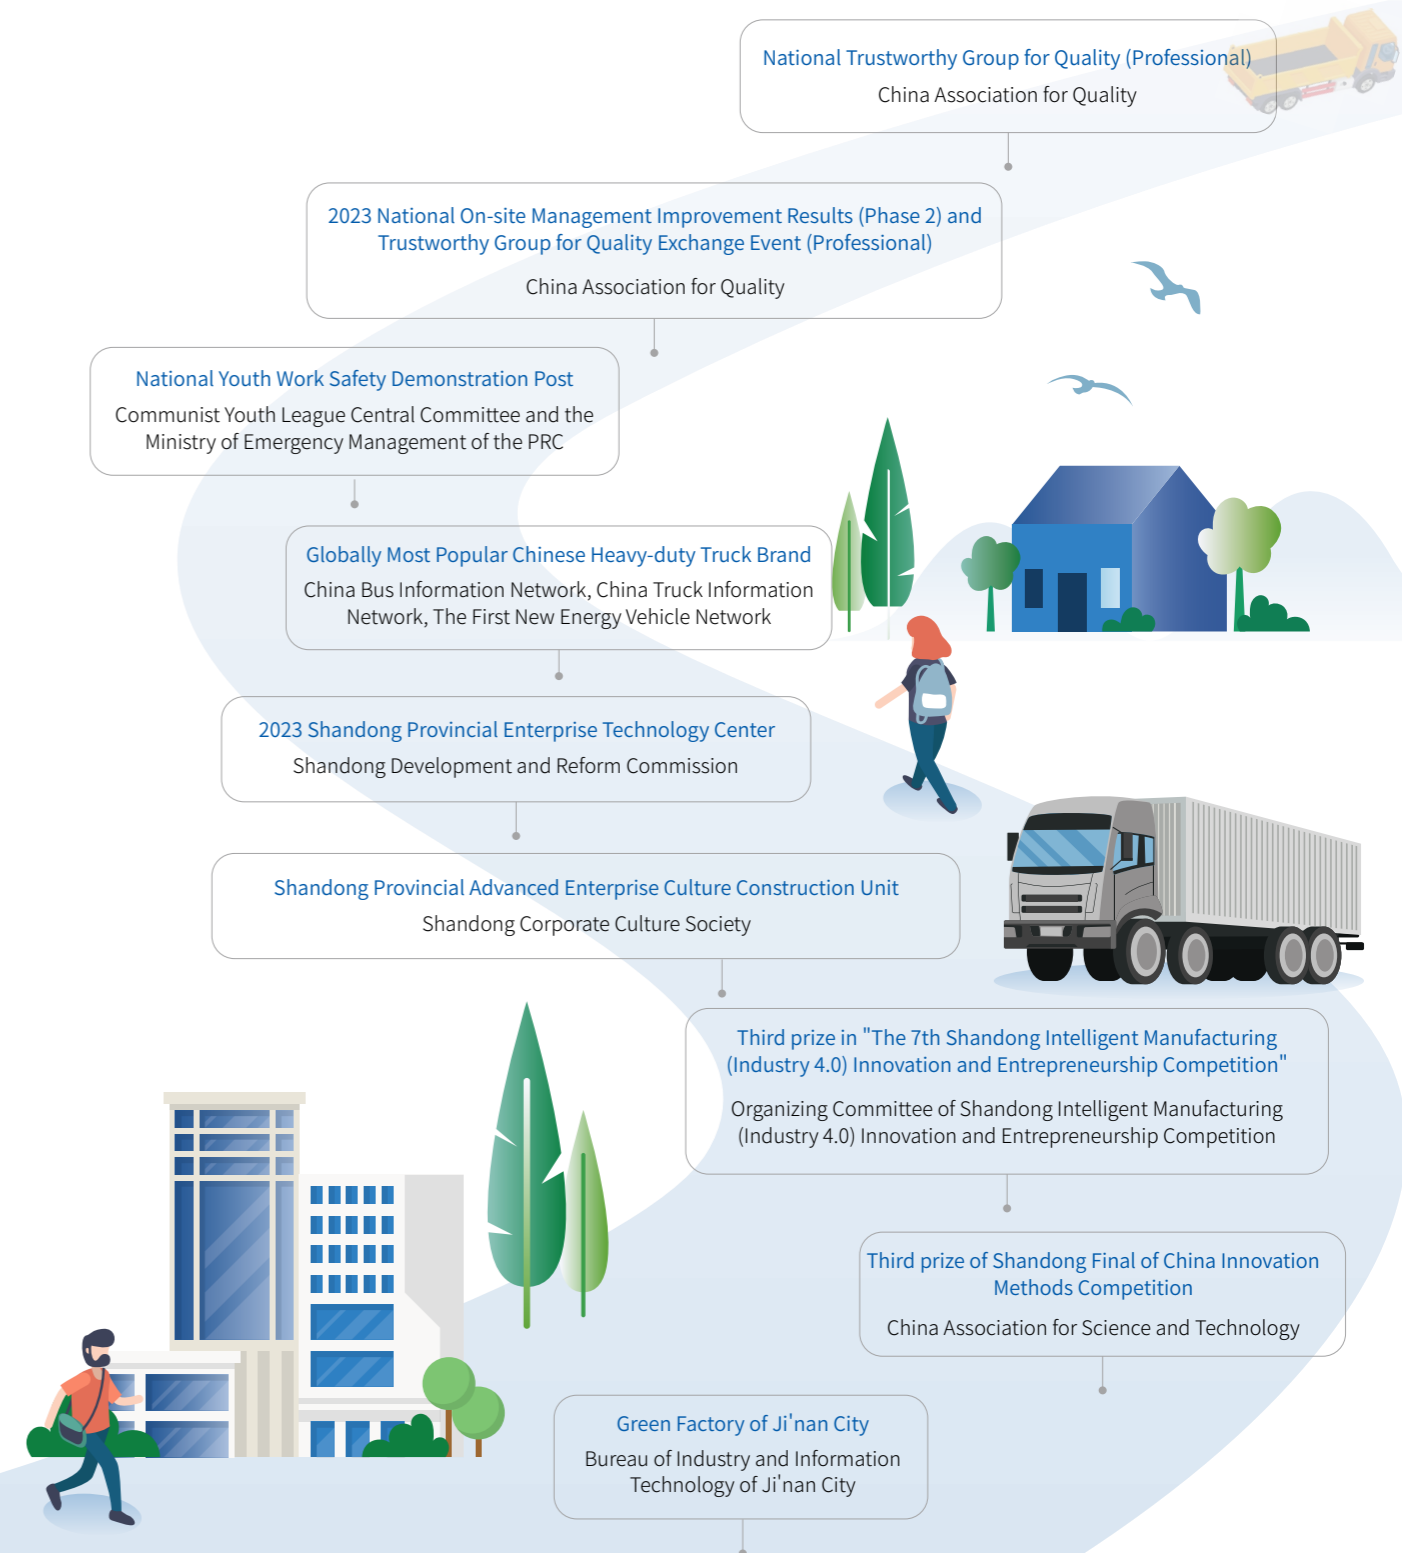 National Trustworthy Group for Quality (Professional)
China Association for Quality
2023 National On-site Management Improvement Results (Phase 2) and
Trustworthy Group for Quality Exchange Event (Professional)
China Association for Quality
National Youth Work Safety Demonstration Post
Communist Youth League Central Committee and the
Ministry of Emergency Management of the PRC
Globally Most Popular Chinese Heavy-duty Truck Brand
China Bus Information Network, China Truck Information
Network, The First New Energy Vehicle Network
2023 Shandong Provincial Enterprise Technology Center
Shandong Development and Reform Commission
Shandong Provincial Advanced Enterprise Culture Construction Unit
Shandong Corporate Culture Society
Third prize in "The 7th Shandong Intelligent Manufacturing
(Industry 4.0) Innovation and Entrepreneurship Competition"
Organizing Committee of Shandong Intelligent Manufacturing
(Industry 4.0) Innovation and Entrepreneurship Competition
Third prize of Shandong Final of China Innovation
Methods Competition
China Association for Science and Technology
Green Factory of Ji'nan City
Bureau of Industry and Information
Technology of Ji'nan City